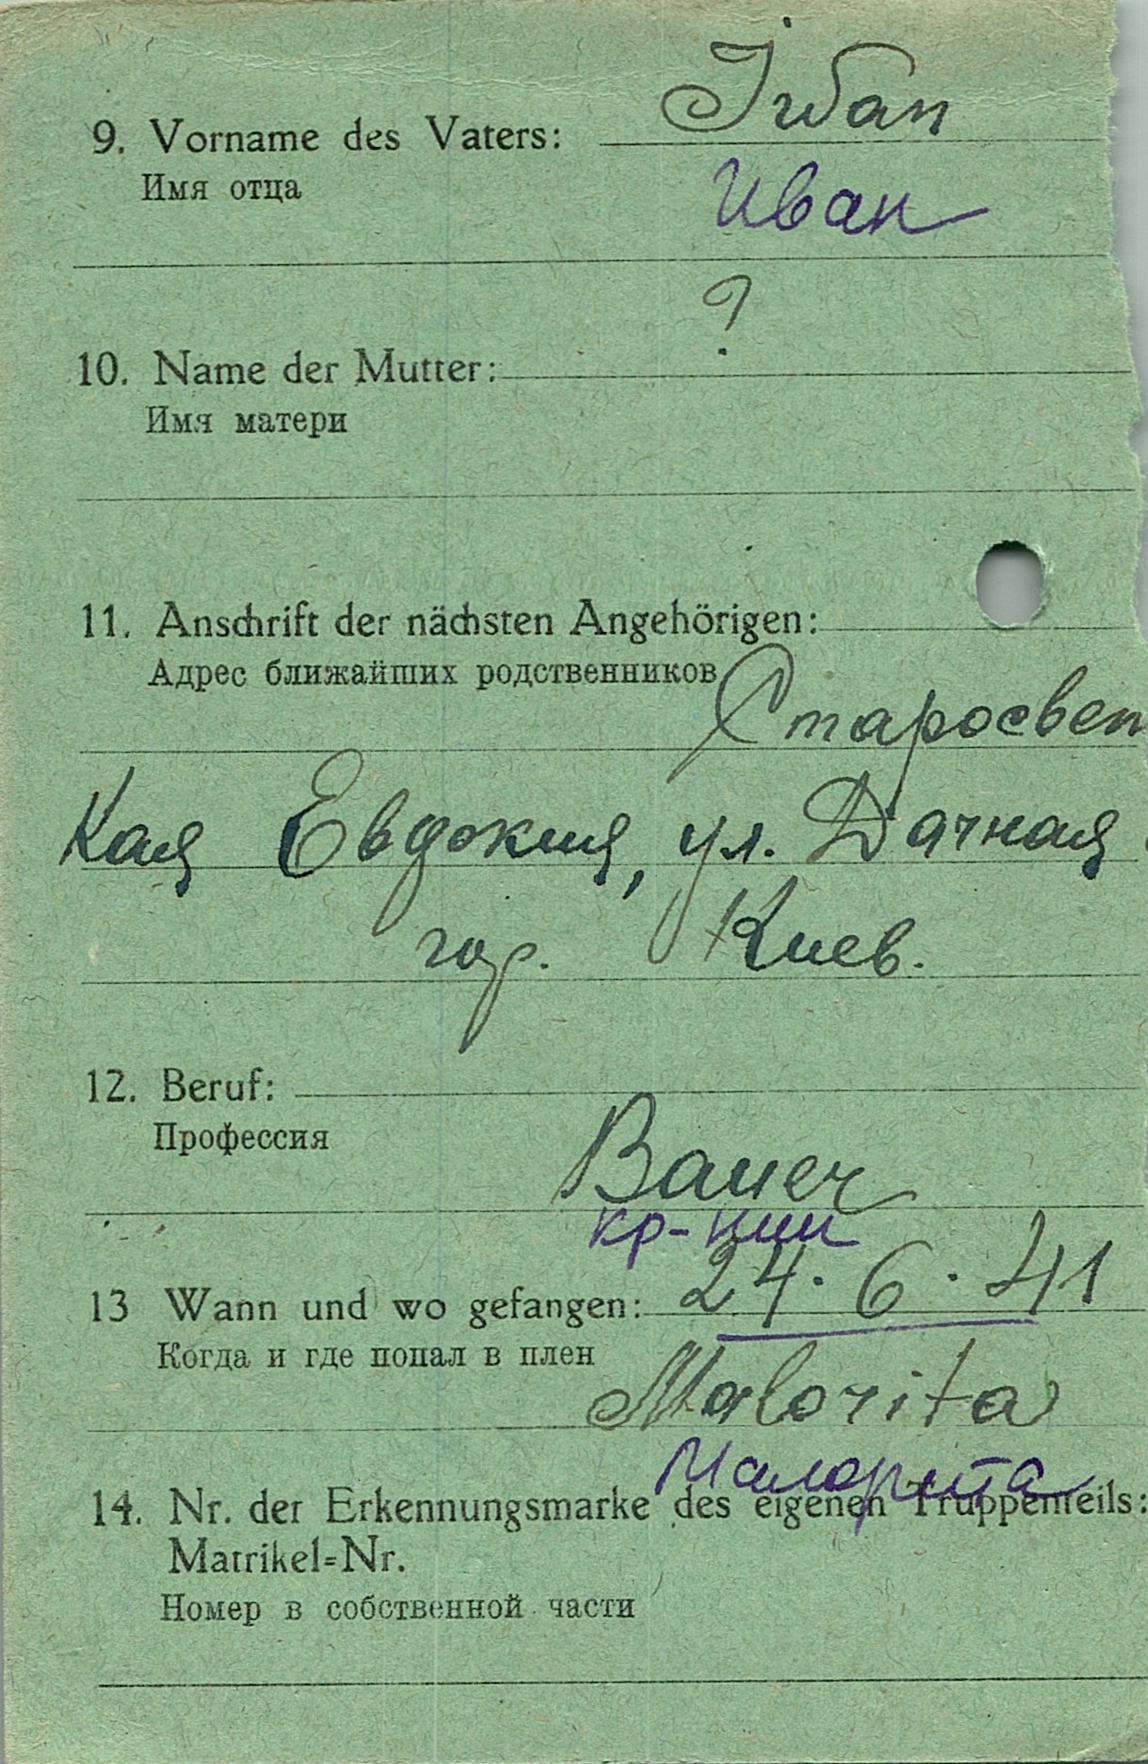 9. Vorname des Vaters: Iwan
Имя отца
Иван
?
10. Name der Mutter:
Имя матери
11. Anschrift der nächsten Angehörigen:
Адрес ближайших родственников
Старосвет
кая Евдокия, ул. Дачная
гор. Киев.
12. Beruf:
Профессия
Bauer
кр-нин
13 Wann und wo gefangen: 24. 6. 41
Когда и где попал в плен
Malorita
Малорита
14. Nr. der Erkennungsmarke des eigenen Truppenteils:
Matrikel=Nr.
Номер в собственной части